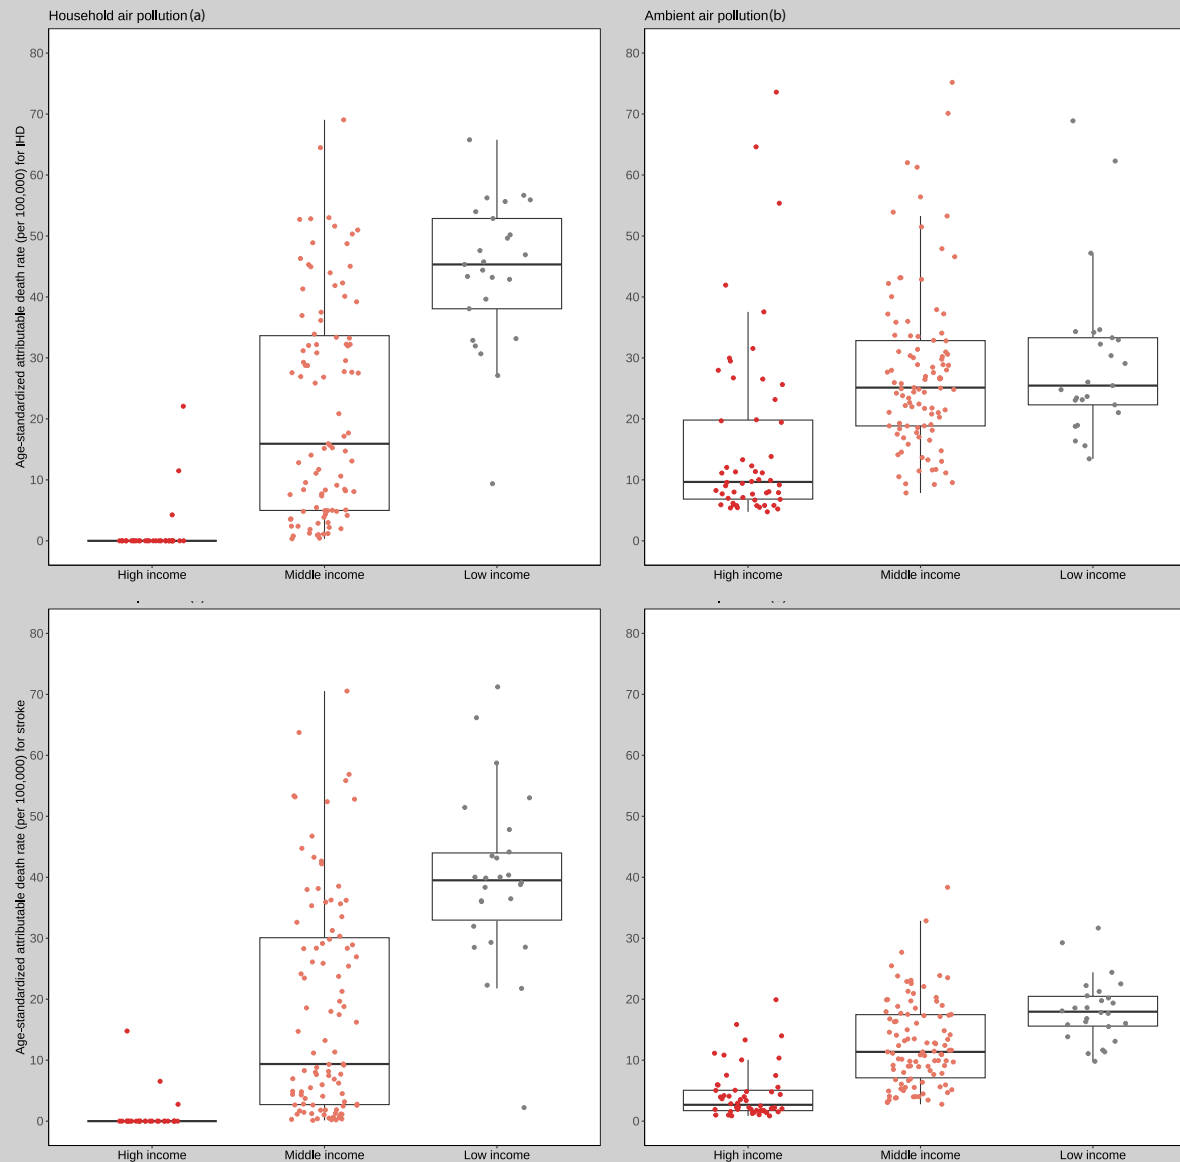 Household air pollution (a)
Ambient air pollution (b)
Age-standardized attributable death rate (per 100,000) for IHD
80
70
60
50
40
30
20
10
0
High income
Middle income
Low income
80
70
60
50
40
30
20
10
0
High income
Middle income
Low income
Age-standardized attributable death rate (per 100,000) for stroke
80
70
60
50
40
30
20
10
0
High income
Middle income
Low income
80
70
60
50
40
30
20
10
0
High income
Middle income
Low income